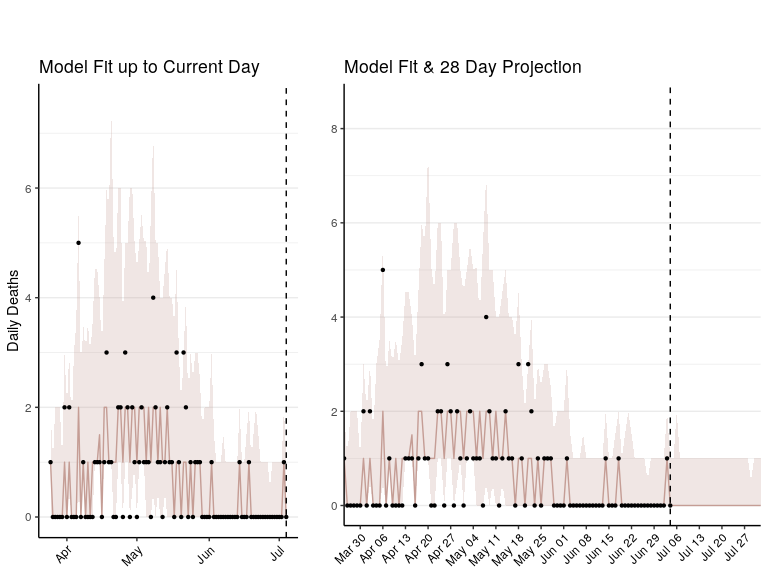 Model Fit up to Current Day
Model Fit & 28 Day Projection
Daily Deaths
6
4
2
0
Apr
May
Jun
Jul
8
6
4
2
0
Mar 30
Apr 06
Apr 13
Apr 20
Apr 27
May 04
May 11
May 18
May 25
Jun 01
Jun 08
Jun 15
Jun 22
Jun 29
Jul 06
Jul 13
Jul 20
Jul 27